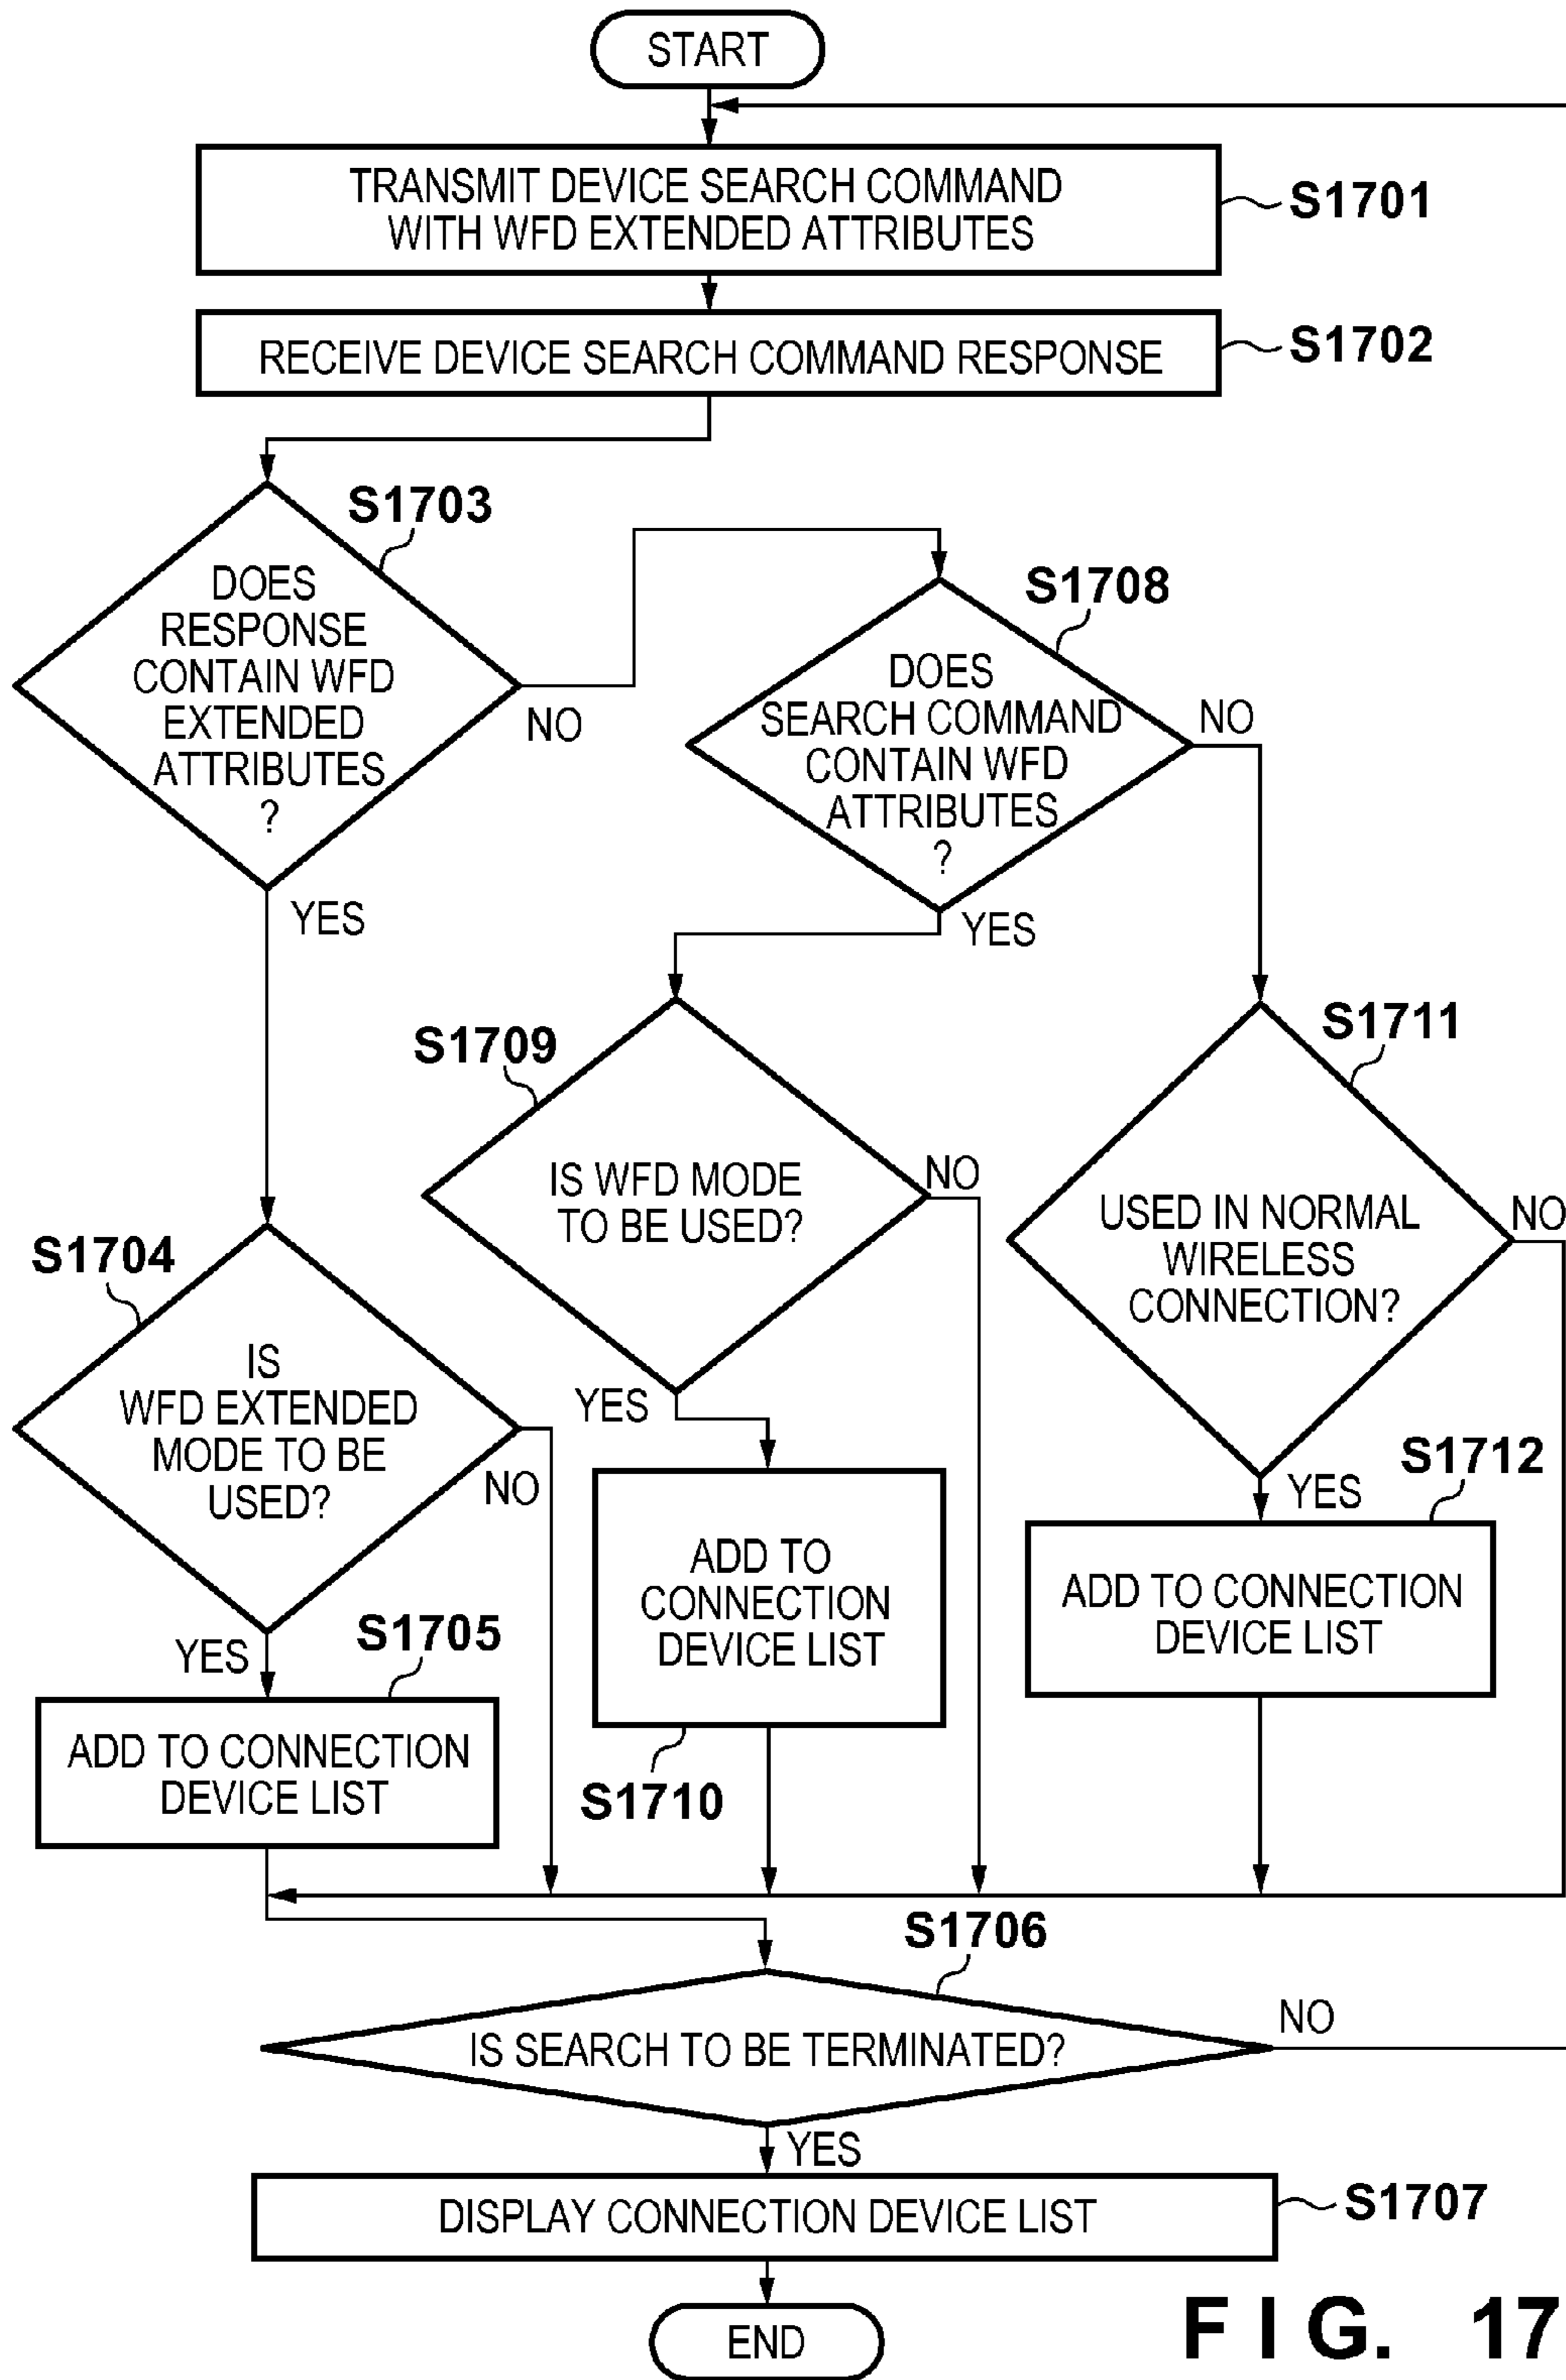 START
TRANSMIT DEVICE SEARCH COMMAND
WITH WFD EXTENDED ATTRIBUTES
S1701
RECEIVE DEVICE SEARCH COMMAND RESPONSE
S1702
S1703
DOES
RESPONSE
CONTAIN WFD
EXTENDED
ATTRIBUTES
?
NO
YES
S1708
DOES
SEARCH COMMAND
CONTAIN WFD
ATTRIBUTES
?
NO
YES
S1709
IS WFD MODE
TO BE USED?
NO
YES
S1711
USED IN NORMAL
WIRELESS
CONNECTION?
NO
YES
S1704
IS
WFD EXTENDED
MODE TO BE
USED?
NO
YES
S1705
ADD TO CONNECTION
DEVICE LIST
ADD TO
CONNECTION
DEVICE LIST
S1710
S1712
ADD TO CONNECTION
DEVICE LIST
S1706
IS SEARCH TO BE TERMINATED?
NO
YES
DISPLAY CONNECTION DEVICE LIST
S1707
END
FIG. 17